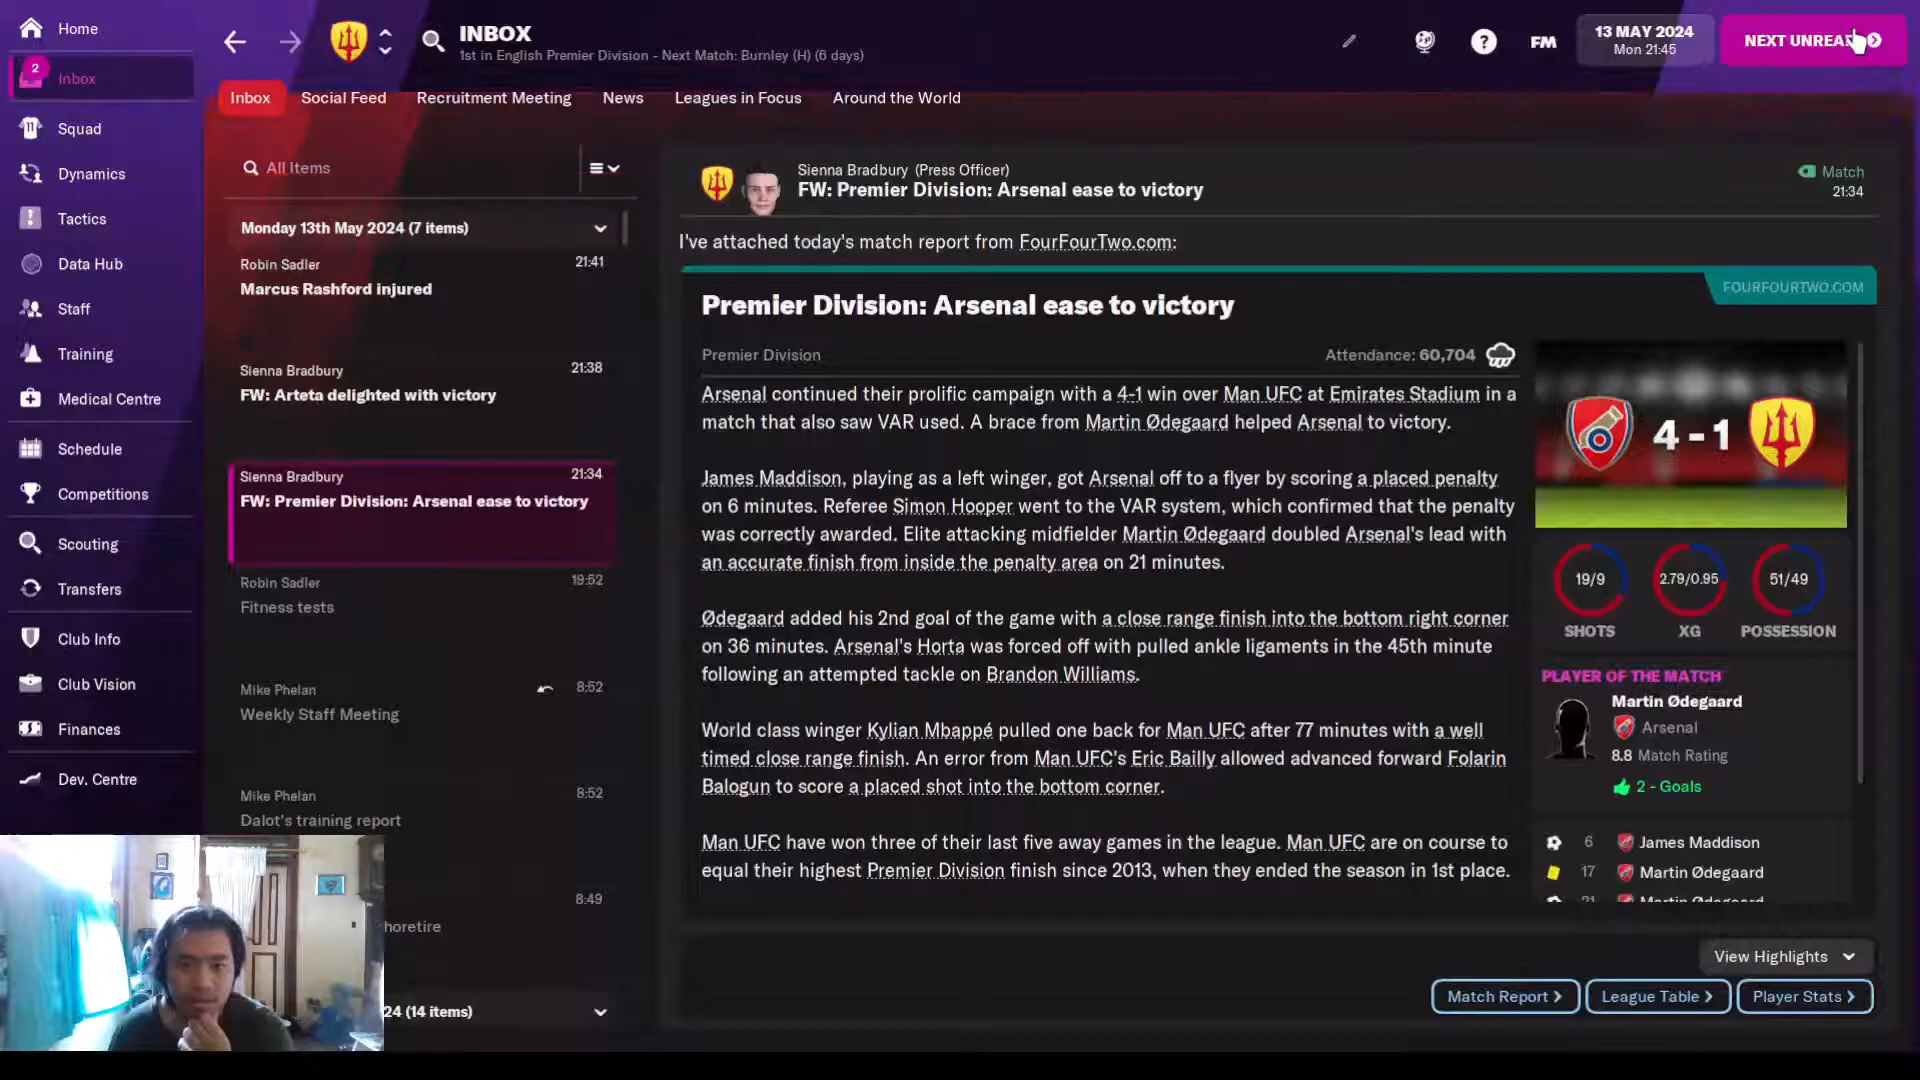 Home
2
Inbox
Squad
Dynamics
Tactics
Data Hub
Staff
Training
Medical Centre
Schedule
Competitions
Scouting
Transfers
Club Info
Club Vision
Finances
Dev. Centre
INBOX
1st in English Premier Division - Next Match: Burnley (H) (6 days)
?
FM
13 MAY 2024
Mon 21:45
NEXT UNREAD
Inbox
Social Feed
Recruitment Meeting
News
Leagues in Focus
Around the World
All Items
Monday 13th May 2024 (7 items)
Robin Sadler 21:41
Marcus Rashford injured
Sienna Bradbury 21:38
FW: Arteta delighted with victory
Sienna Bradbury 21:34
FW: Premier Division: Arsenal ease to victory
Robin Sadler 19:52
Fitness tests
Mike Phelan 8:52
Weekly Staff Meeting
Mike Phelan 8:52
Dalot's training report
8:49
horetire
24 (14 items)
Sienna Bradbury (Press Officer)
FW: Premier Division: Arsenal ease to victory
Match
21:34
I've attached today's match report from FourFourTwo.com:
FOURFOURTWO.COM
Premier Division: Arsenal ease to victory
Premier Division
Attendance: 60,704
Arsenal continued their prolific campaign with a 4-1 win over Man UFC at Emirates Stadium in a
match that also saw VAR used. A brace from Martin Ødegaard helped Arsenal to victory.
James Maddison, playing as a left winger, got Arsenal off to a flyer by scoring a placed penalty
on 6 minutes. Referee Simon Hooper went to the VAR system, which confirmed that the penalty
was correctly awarded. Elite attacking midfielder Martin Ødegaard doubled Arsenal's lead with
an accurate finish from inside the penalty area on 21 minutes.
Ødegaard added his 2nd goal of the game with a close range finish into the bottom right corner
on 36 minutes. Arsenal's Horta was forced off with pulled ankle ligaments in the 45th minute
following an attempted tackle on Brandon Williams.
World class winger Kylian Mbappé pulled one back for Man UFC after 77 minutes with a well
timed close range finish. An error from Man UFC's Eric Bailly allowed advanced forward Folarin
Balogun to score a placed shot into the bottom corner.
Man UFC have won three of their last five away games in the league. Man UFC are on course to
equal their highest Premier Division finish since 2013, when they ended the season in 1st place.
4 - 1
19/9
2.79/0.95
51/49
SHOTS
XG
POSSESSION
PLAYER OF THE MATCH
Martin Ødegaard
Arsenal
8.8 Match Rating
2 - Goals
6 James Maddison
17 Martin Ødegaard
21 Martin Ødegaard
View Highlights
Match Report
League Table
Player Stats